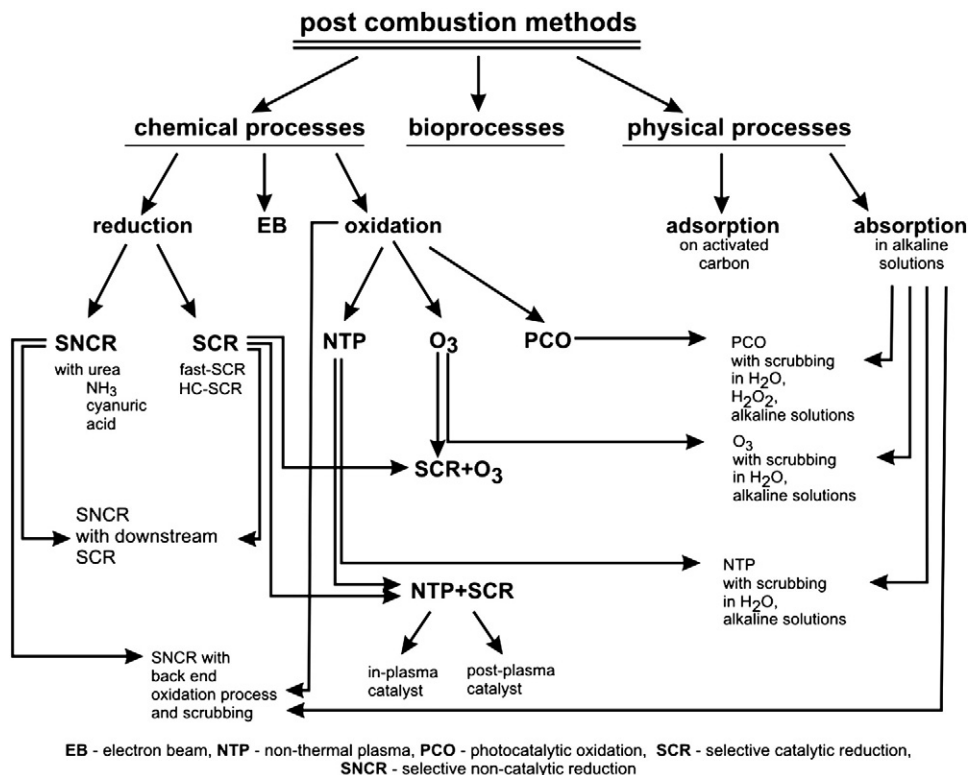 post combustion methods
chemical processes
bioprocesses
physical processes
reduction
EB
oxidation
adsorption
on activated
carbon
absorption
in alkaline
solutions
SNCR
with urea
NH3
cyanuric
acid
SCR
fast-SCR
HC-SCR
NTP
O3
PCO
PCO
with scrubbing
in H2O,
H2O2,
alkaline solutions
O3
with scrubbing
in H2O,
alkaline solutions
SCR+O3
SNCR
with downstream
SCR
NTP
with scrubbing
in H2O,
alkaline solutions
NTP+SCR
in-plasma
catalyst
post-plasma
catalyst
SNCR with
back end
oxidation process
and scrubbing
EB - electron beam, NTP - non-thermal plasma, PCO - photocatalytic oxidation, SCR - selective catalytic reduction,
SNCR - selective non-catalytic reduction